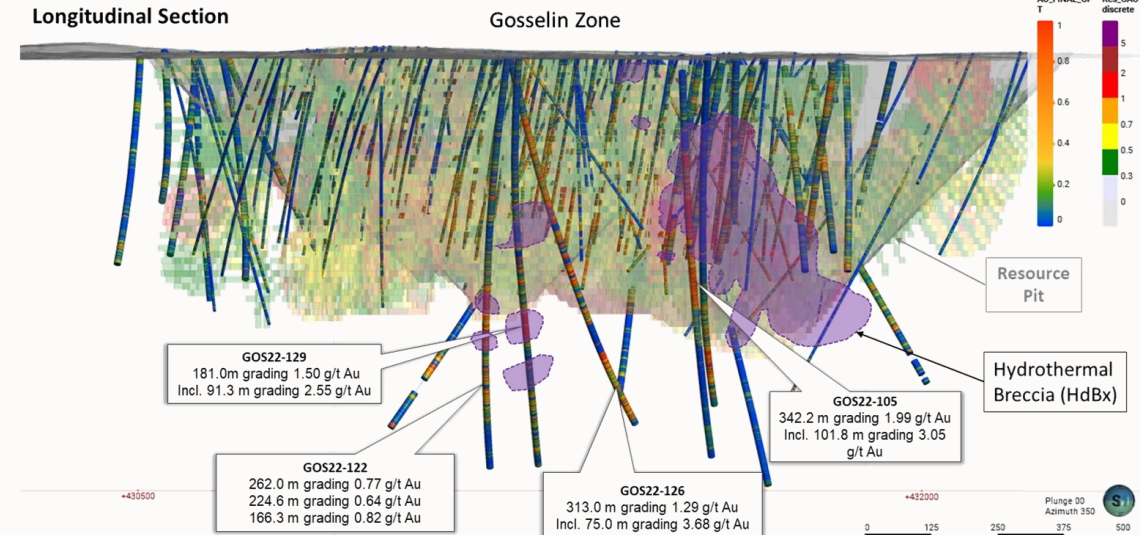 Longitudinal Section
Gosselin Zone
T
discrete
1
0.8
0.6
0.4
0.2
0
5
2
1
0.7
0.5
0.3
0
Resource
Pit
Hydrothermal
Breccia (HdBx)
GOS22-129
181.0m grading 1.50 g/t Au
Incl. 91.3 m grading 2.55 g/t Au
GOS22-105
342.2 m grading 1.99 g/t Au
Incl. 101.8 m grading 3.05
g/t Au
GOS22-122
262.0 m grading 0.77 g/t Au
224.6 m grading 0.64 g/t Au
166.3 m grading 0.82 g/t Au
GOS22-126
313.0 m grading 1.29 g/t Au
Incl. 75.0 m grading 3.68 g/t Au
+430500
+432000
Plunge 00
Azimuth 350
S
0 125 250 375 500